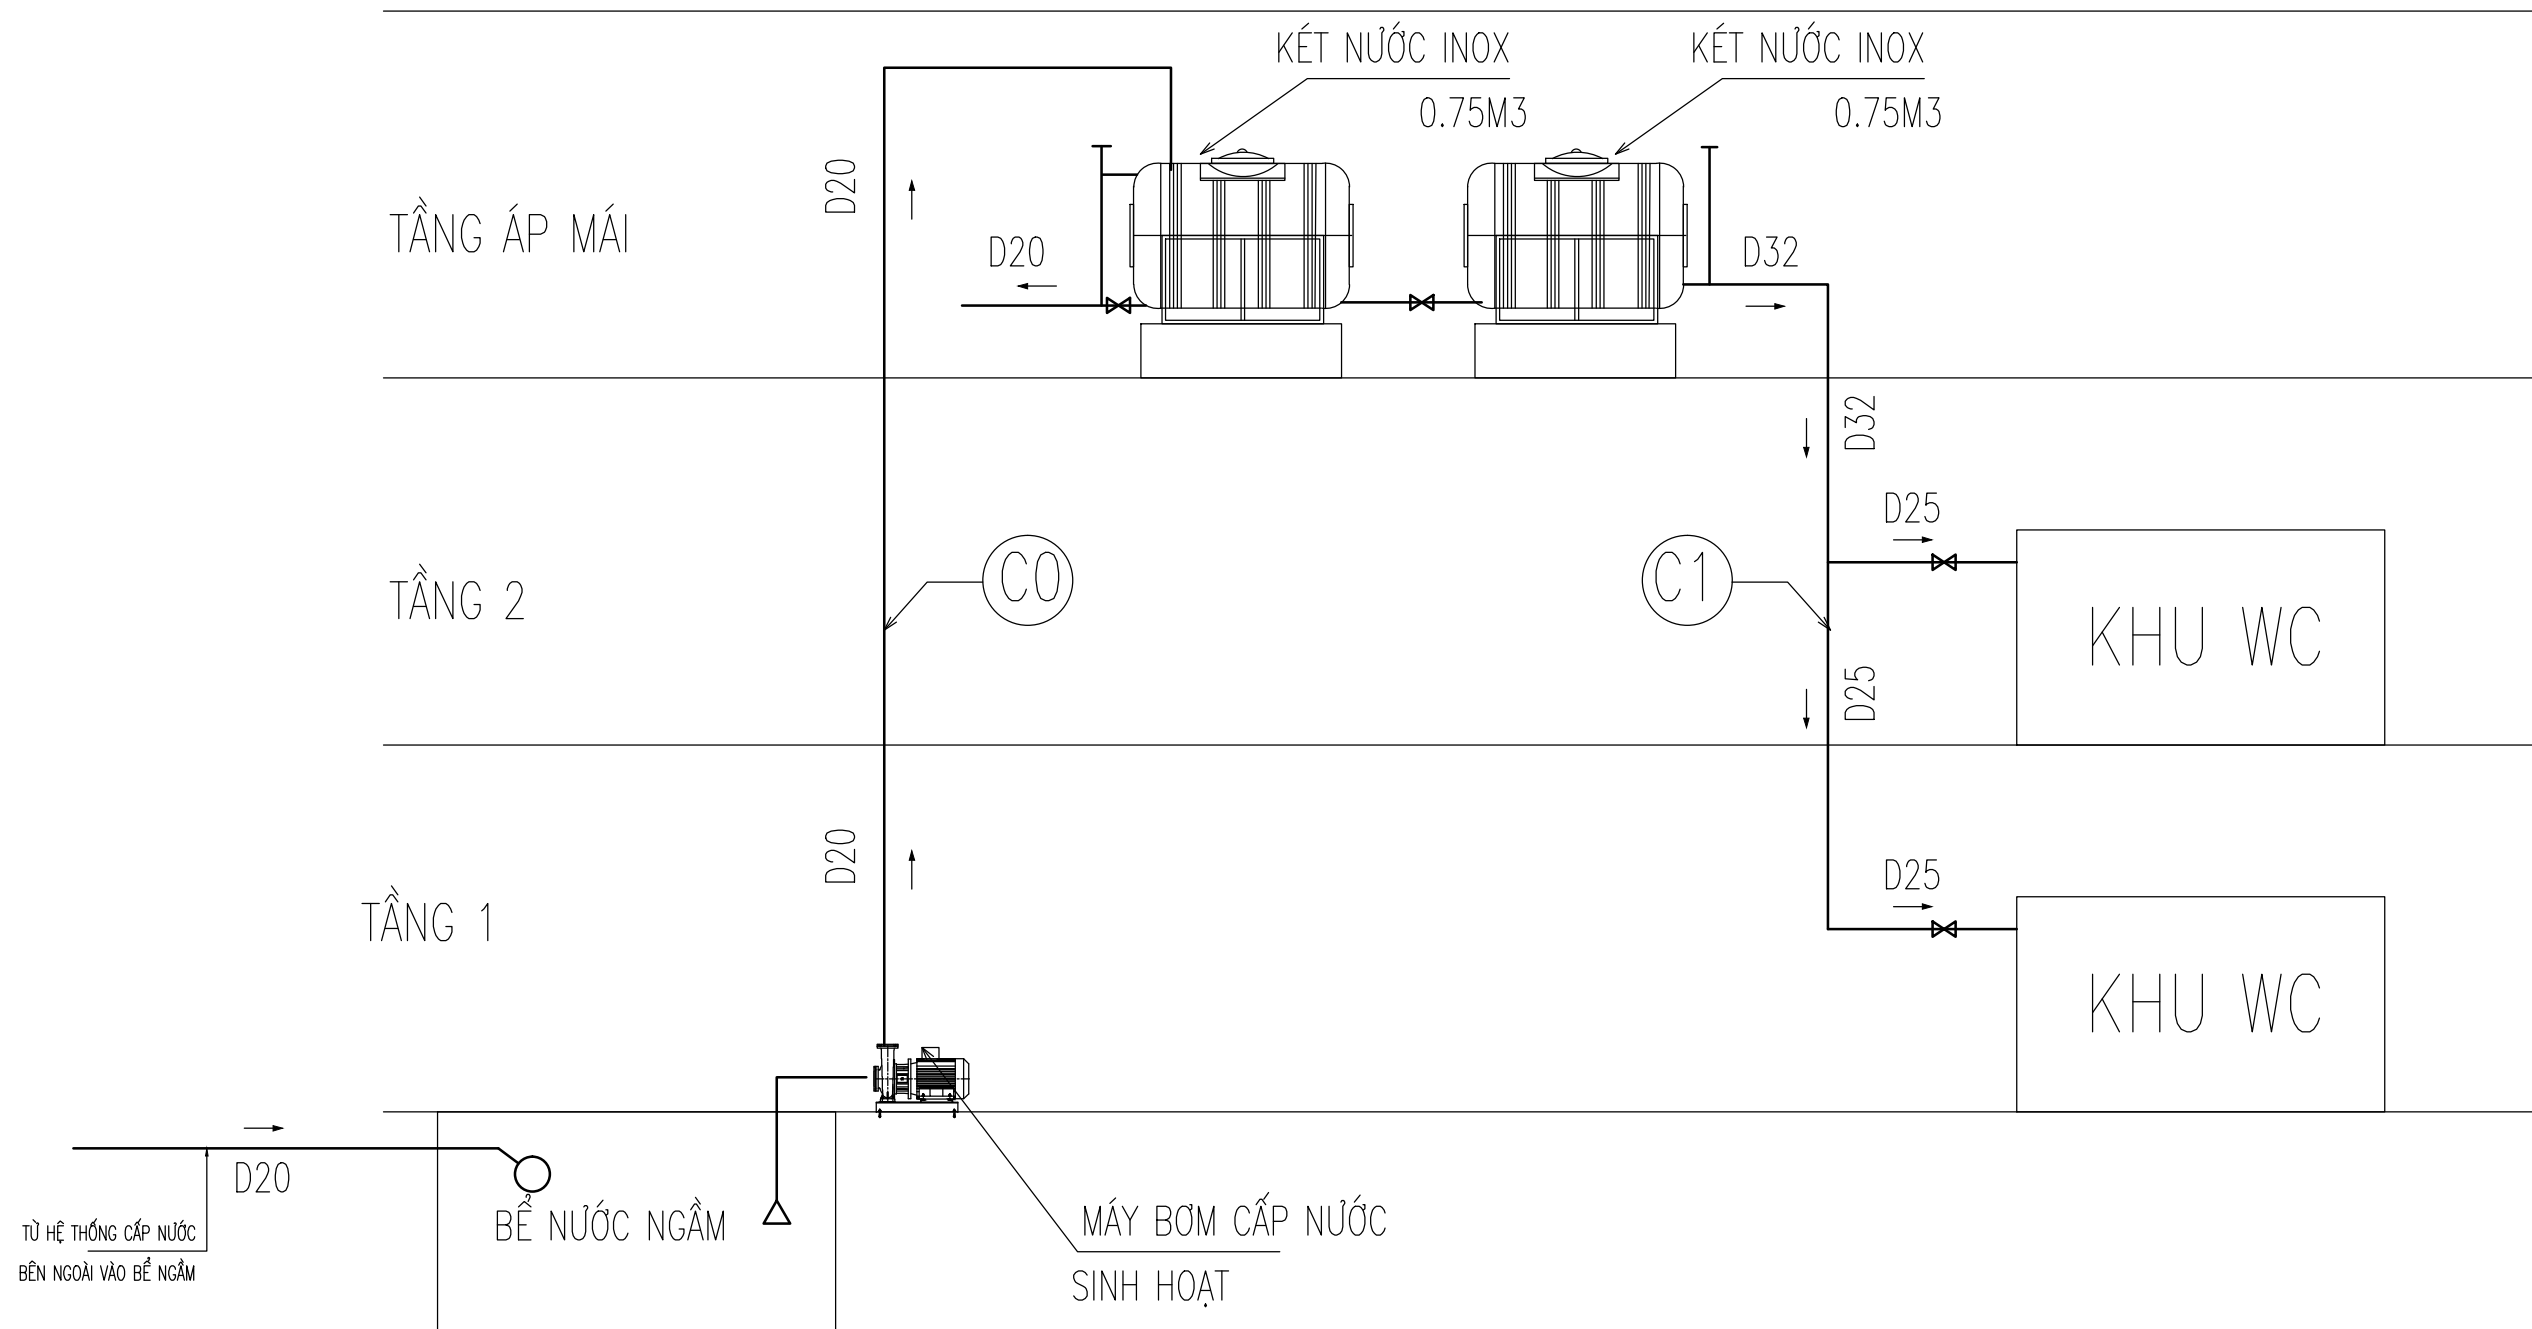 KÉT NƯỚC INOX
0.75M3
KÉT NƯỚC INOX
0.75M3
D20
TẦNG ÁP MÁI
D20
D32
D32
D25
TẦNG 2
C0
C1
KHU WC
D25
D20
D25
TẦNG 1
KHU WC
D20
BỂ NƯỚC NGẦM
MÁY BƠM CẤP NƯỚC
SINH HOẠT
TỪ HỆ THỐNG CẤP NƯỚC
BÊN NGOÀI VÀO BỂ NGẦM